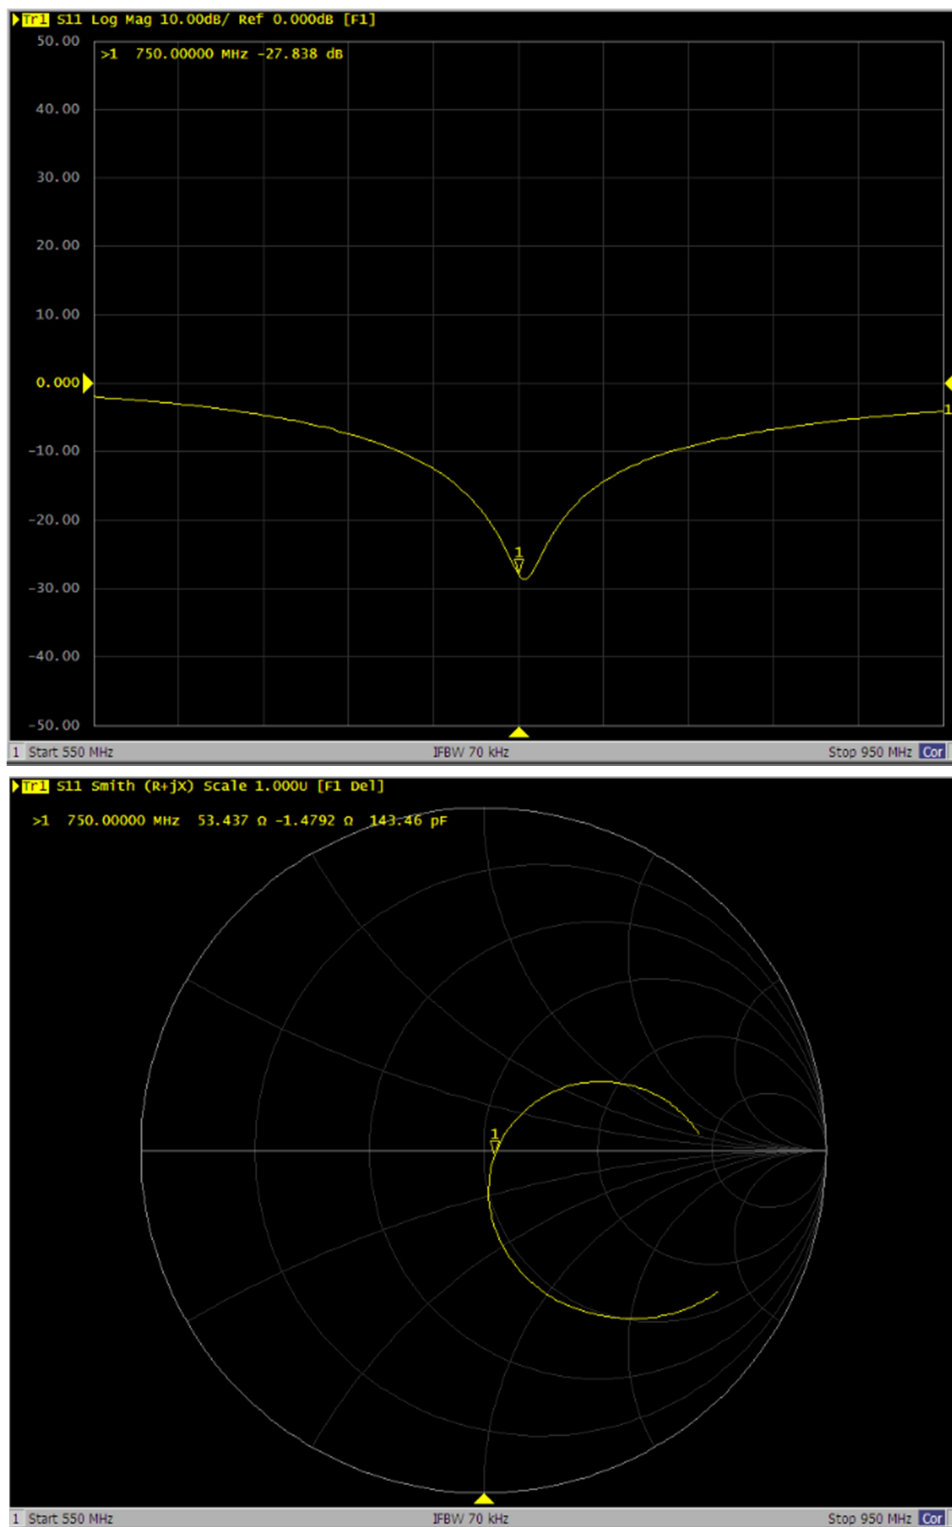 Tr1 S11 Log Mag 10.00dB/ Ref 0.000dB [F1]
50.00
>1 750.00000 MHz -27.838 dB
40.00
30.00
20.00
10.00
0.000
1
-10.00
-20.00
1
-30.00
-40.00
-50.00
1 Start 550 MHz IFBW 70 kHz Stop 950 MHz Cor
Tr1 S11 Smith (R+jX) Scale 1.000U [F1 Del]
>1 750.00000 MHz 53.437 Ω -1.4792 Ω 143.46 pF
1
1 Start 550 MHz IFBW 70 kHz Stop 950 MHz Cor